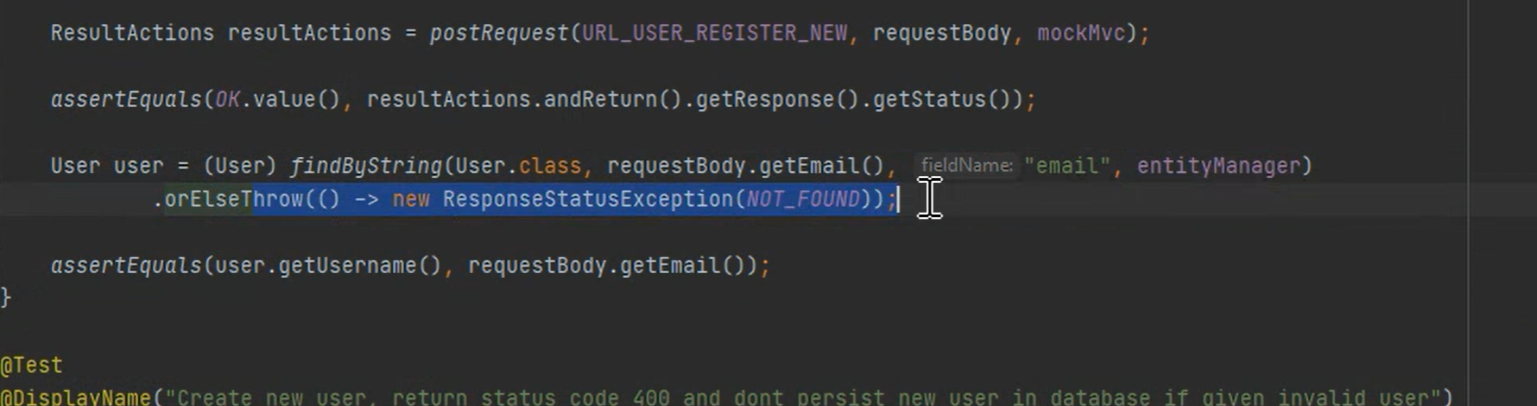 ResultActions resultActions = postRequest(URL_USER_REGISTER_NEW, requestBody, mockMvc);
assertEquals(OK.value(), resultActions.andReturn().getResponse().getStatus());
User user = (User) findByString(User.class, requestBody.getEmail(), fieldName: "email", entityManager)
.orElseThrow(() -> new ResponseStatusException(NOT_FOUND));
assertEquals(user.getUsername(), requestBody.getEmail());
}
@Test
@DisplayName("Create new user, return status code 400 and dont persist new user in database if given invalid user")